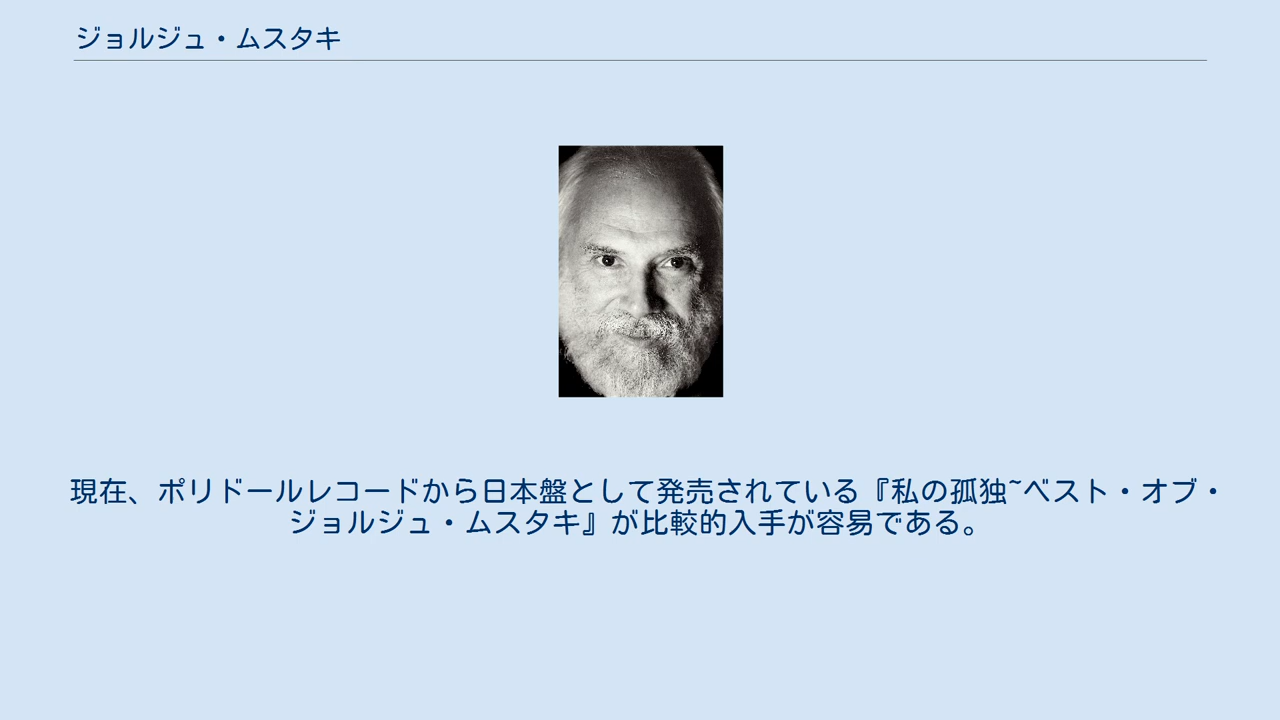 ジョルジュ・ムスタキ
現在、ポリドールレコードから日本盤として発売されている『私の孤独~ベスト・オブ・
ジョルジュ・ムスタキ』が比較的入手が容易である。